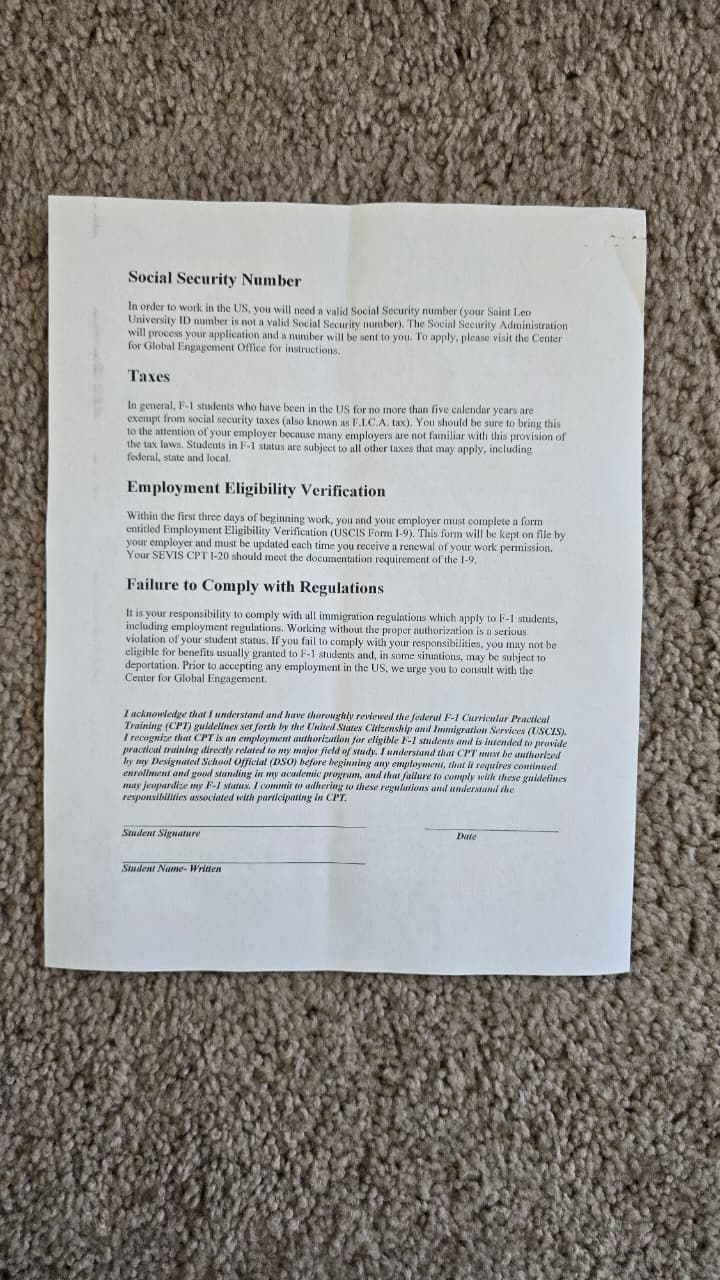 Social Security Number
In order to work in the US, you will need a valid Social Security number (your Saint Leo
University ID number is not a valid Social Security number). The Social Security Administration
will process your application and a number will be sent to you. To apply, please visit the Center
for Global Engagement Office for instructions.
Taxes
In general, F-1 students who have been in the US for no more than five calendar years are
exempt from social security taxes (also known as F.I.C.A. tax). You should be sure to bring this
to the attention of your employer because many employers are not familiar with this provision of
the tax laws. Students in F-1 status are subject to all other taxes that may apply, including
federal, state and local.
Employment Eligibility Verification
Within the first three days of beginning work, you and your employer must complete a form
entitled Employment Eligibility Verification (USCIS Form I-9). This form will be kept on file by
your employer and must be updated each time you receive a renewal of your work permission.
Your SEVIS CPT I-20 should meet the documentation requirement of the I-9.
Failure to Comply with Regulations
It is your responsibility to comply with all immigration regulations which apply to F-1 students,
including employment regulations. Working without the proper authorization is a serious
violation of your student status. If you fail to comply with your responsibilities, you may not be
eligible for benefits usually granted to F-1 students and, in some situations, may be subject to
deportation. Prior to accepting any employment in the US, we urge you to consult with the
Center for Global Engagement.
I acknowledge that I understand and have thoroughly reviewed the federal F-1 Curricular Practical
Training (CPT) guidelines set forth by the United States Citizenship and Immigration Services (USCIS).
I recognize that CPT is an employment authorization for eligible F-1 students and is intended to provide
practical training directly related to my major field of study. I understand that CPT must be authorized
by my Designated School Official (DSO) before beginning any employment, that it requires continued
enrollment and good standing in my academic program, and that failure to comply with these guidelines
may jeopardize my F-1 status. I commit to adhering to these regulations and understand the
responsibilities associated with participating in CPT.
Student Signature
Date
Student Name- Written